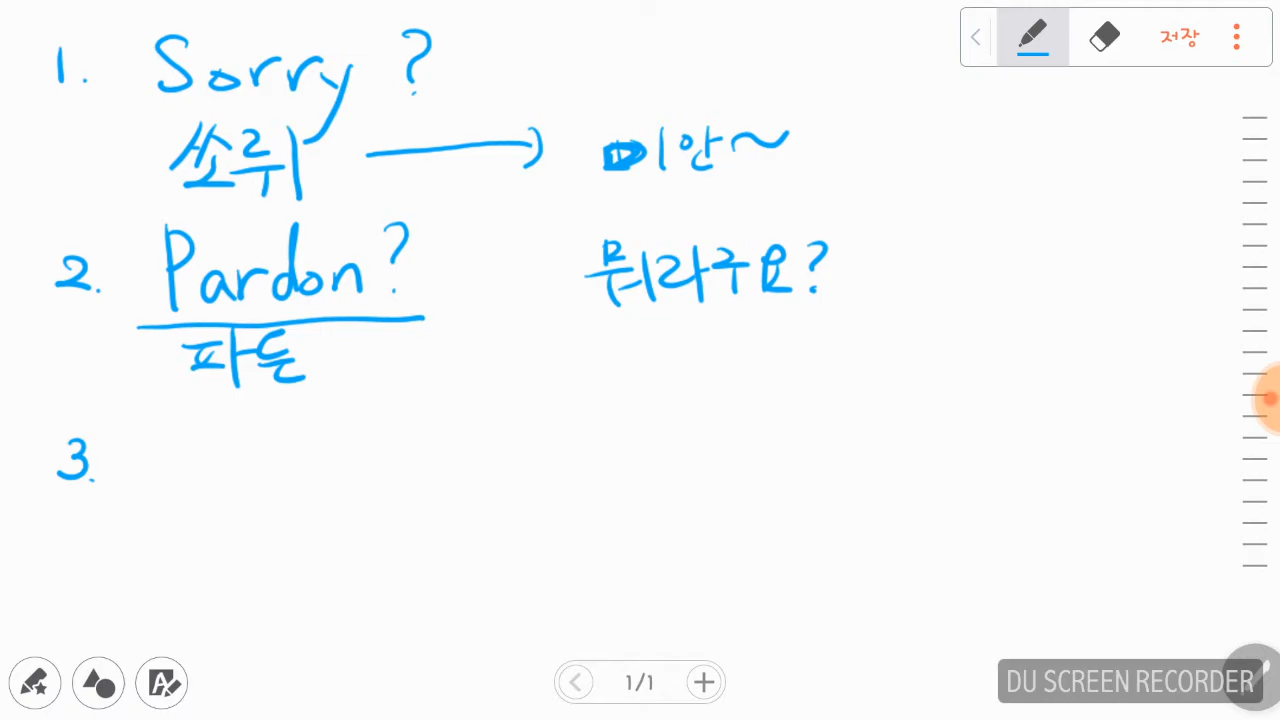 저장
1. Sorry ?
쏘뤼 → 미안~
2. Pardon? 뭐라구요?
파든
3.
1/1
DU SCREEN RECORDER